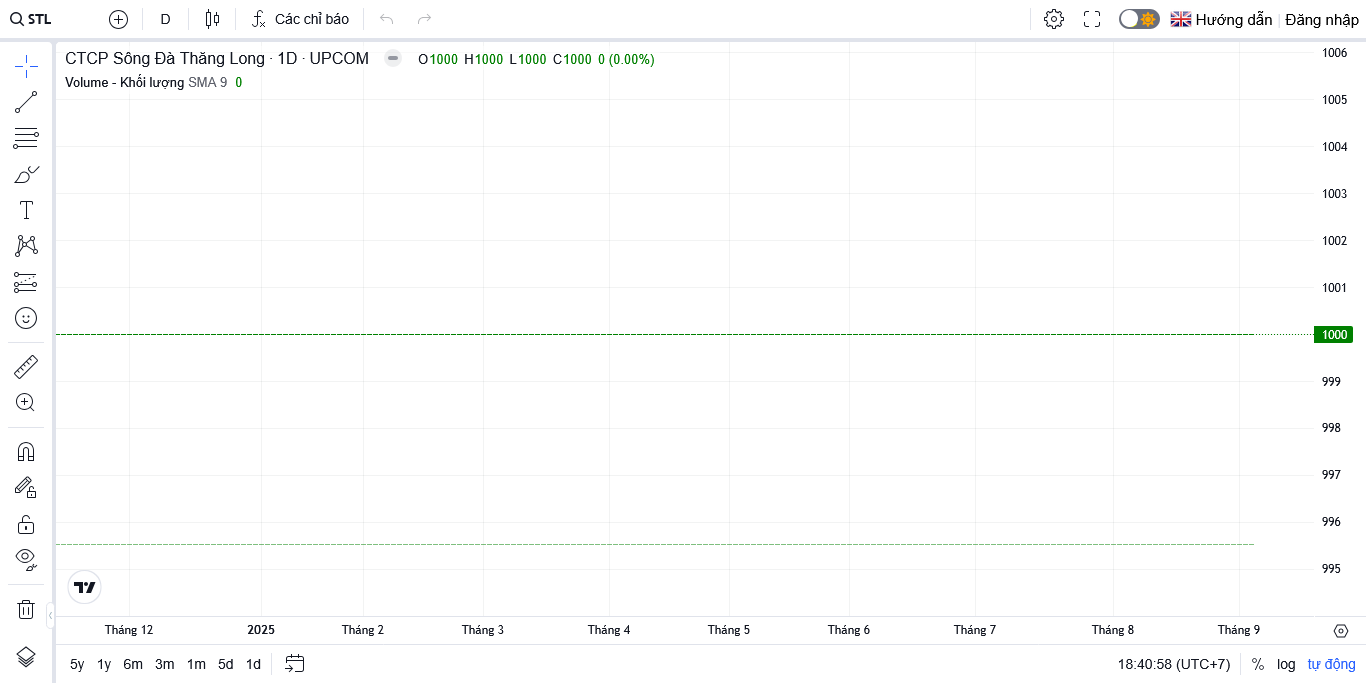 STL D Các chỉ báo Hướng dẫn Đăng nhập
CTCP Sông Đà Thăng Long · 1D · UPCOM O1000 H1000 L1000 C1000 0 (0.00%)
Volume - Khối lượng SMA 9 0
1006
1005
1004
1003
1002
1001
1000
999
998
997
996
995
Tháng 12 2025 Tháng 2 Tháng 3 Tháng 4 Tháng 5 Tháng 6 Tháng 7 Tháng 8 Tháng 9
5y 1y 6m 3m 1m 5d 1d 18:40:58 (UTC+7) % log tự động